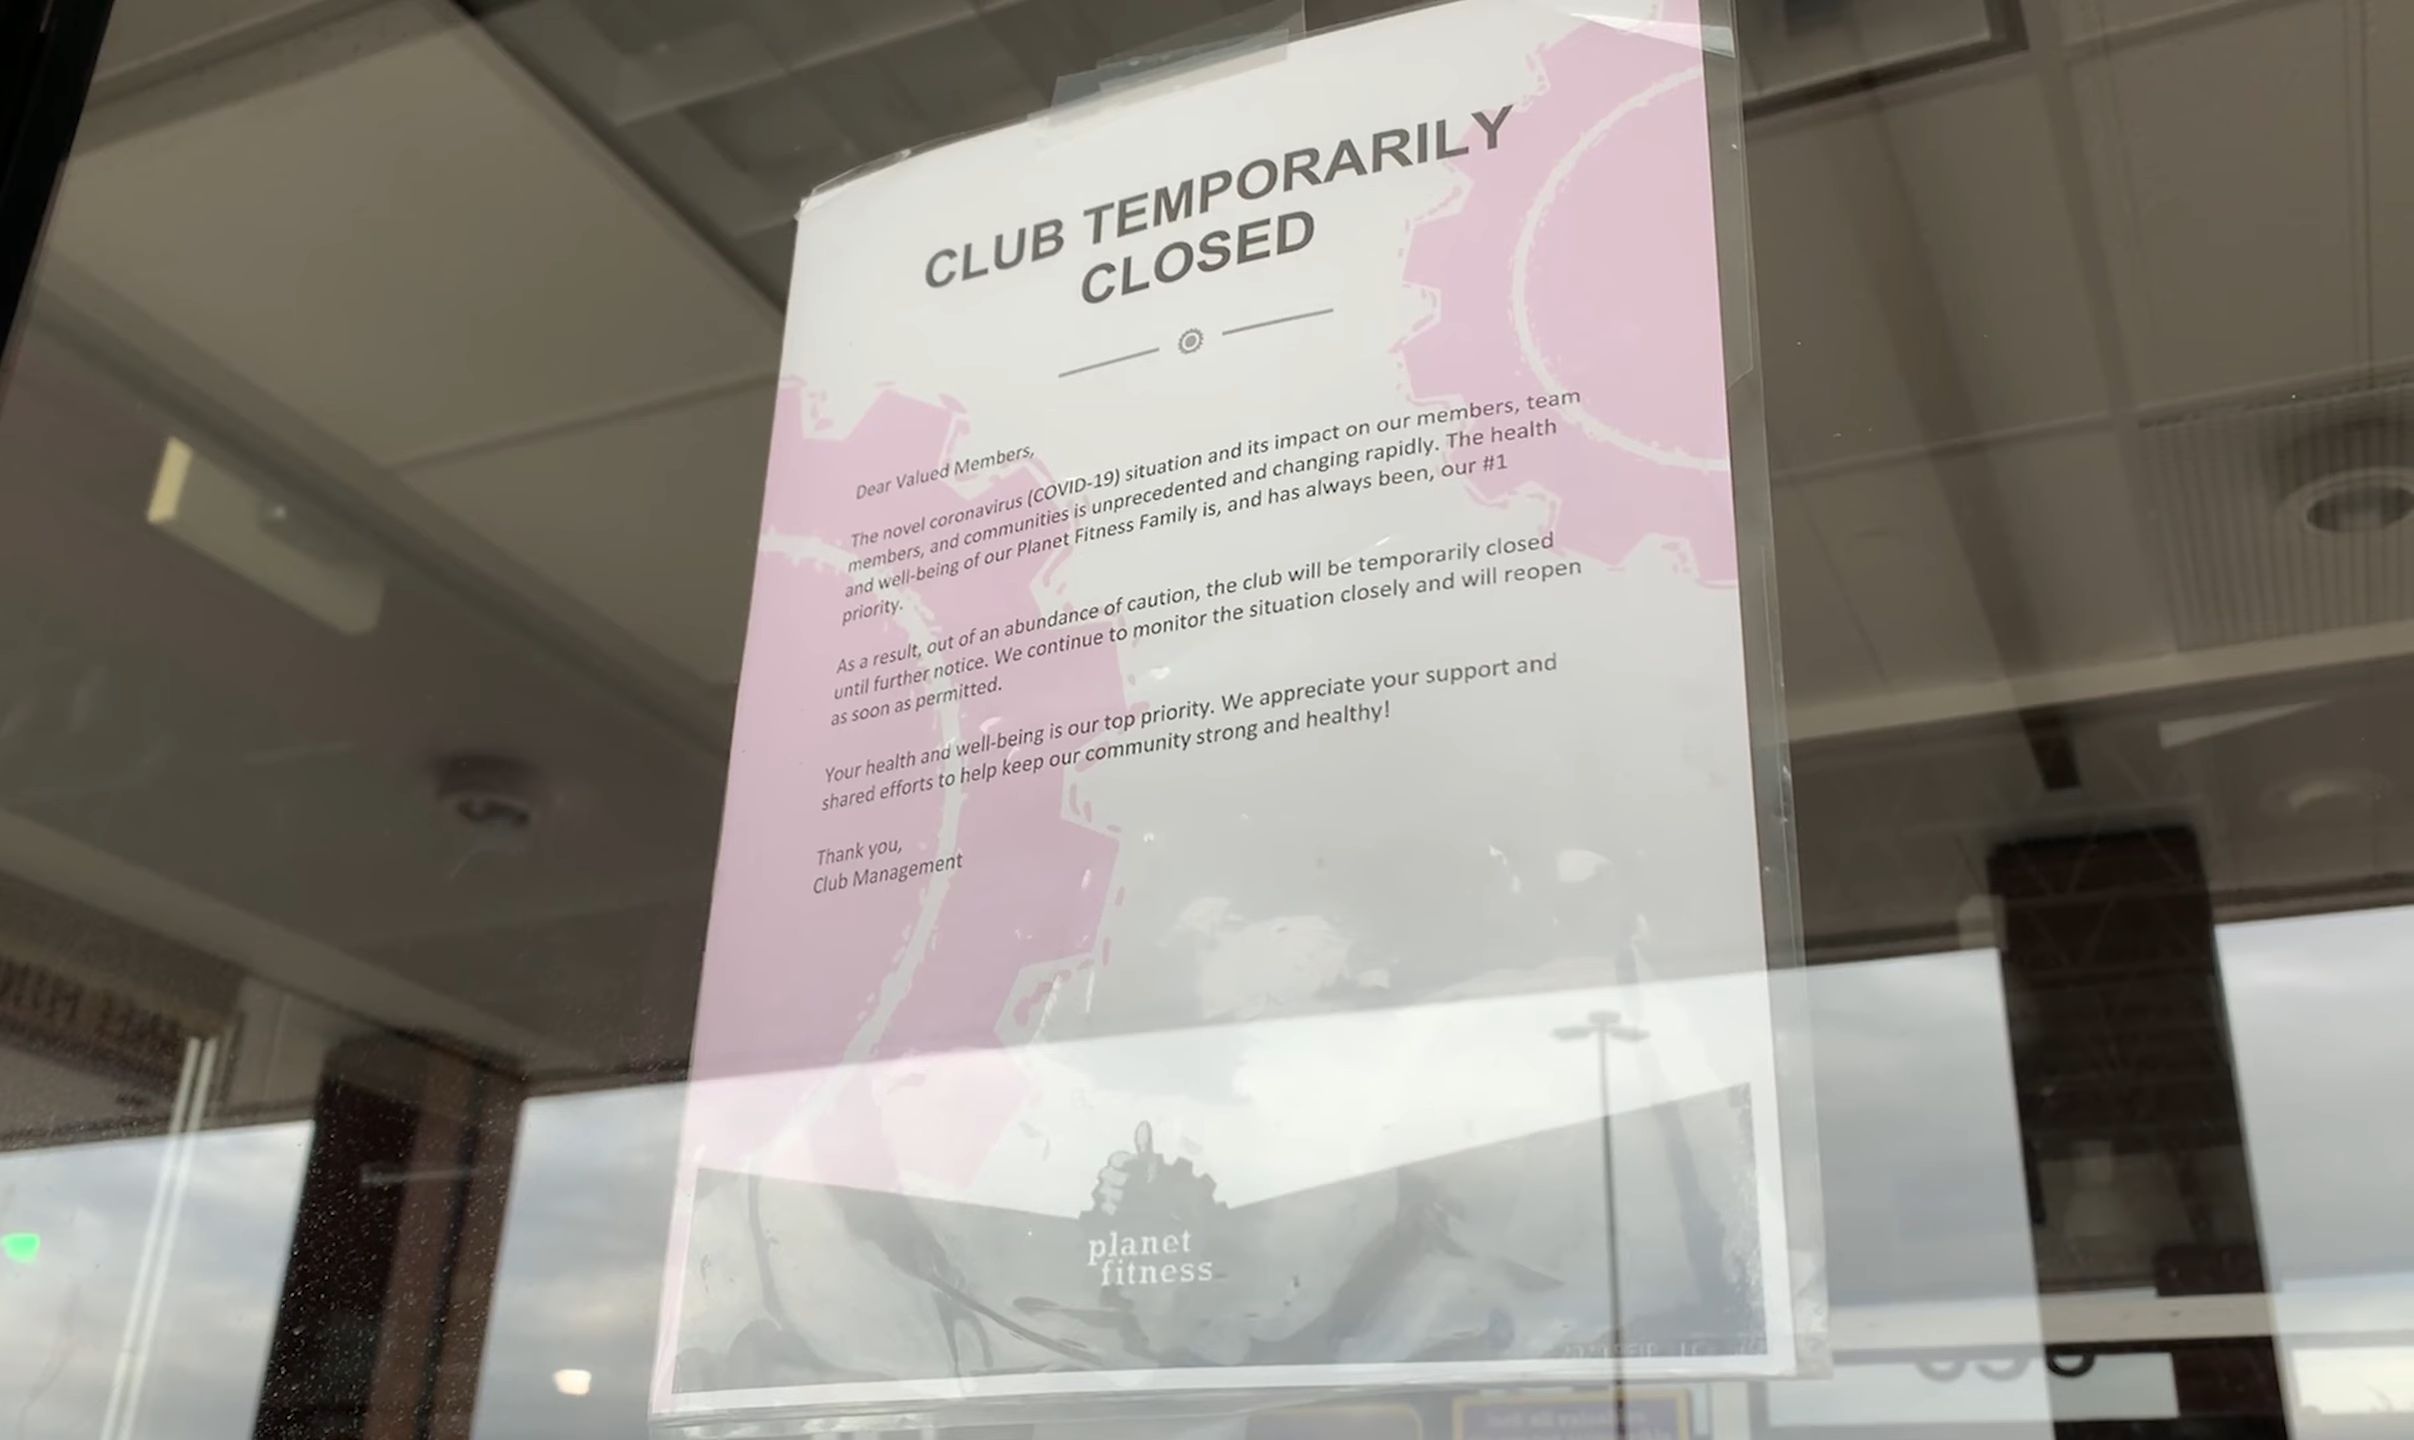 CLUB TEMPORARILY
CLOSED
Dear Valued Members,
The novel coronavirus (COVID-19) situation and its impact on our members, team
members, and communities is unprecedented and changing rapidly. The health
and well-being of our Planet Fitness Family is, and has always been, our #1
priority.
As a result, out of an abundance of caution, the club will be temporarily closed
until further notice. We continue to monitor the situation closely and will reopen
as soon as permitted.
Your health and well-being is our top priority. We appreciate your support and
shared efforts to help keep our community strong and healthy!
Thank you,
Club Management
planet
fitness